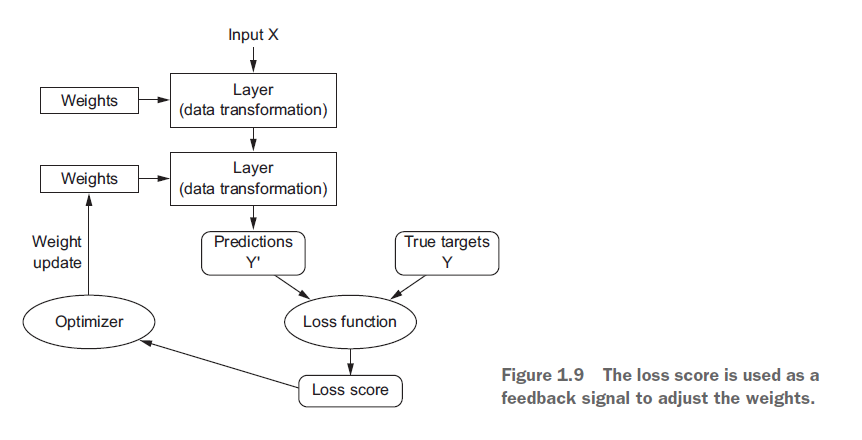 Input X
Layer
(data transformation)
Weights
Layer
(data transformation)
Weights
Weight
update
Predictions
Y'
True targets
Y
Optimizer
Loss function
Loss score
Figure 1.9 The loss score is used as a
feedback signal to adjust the weights.